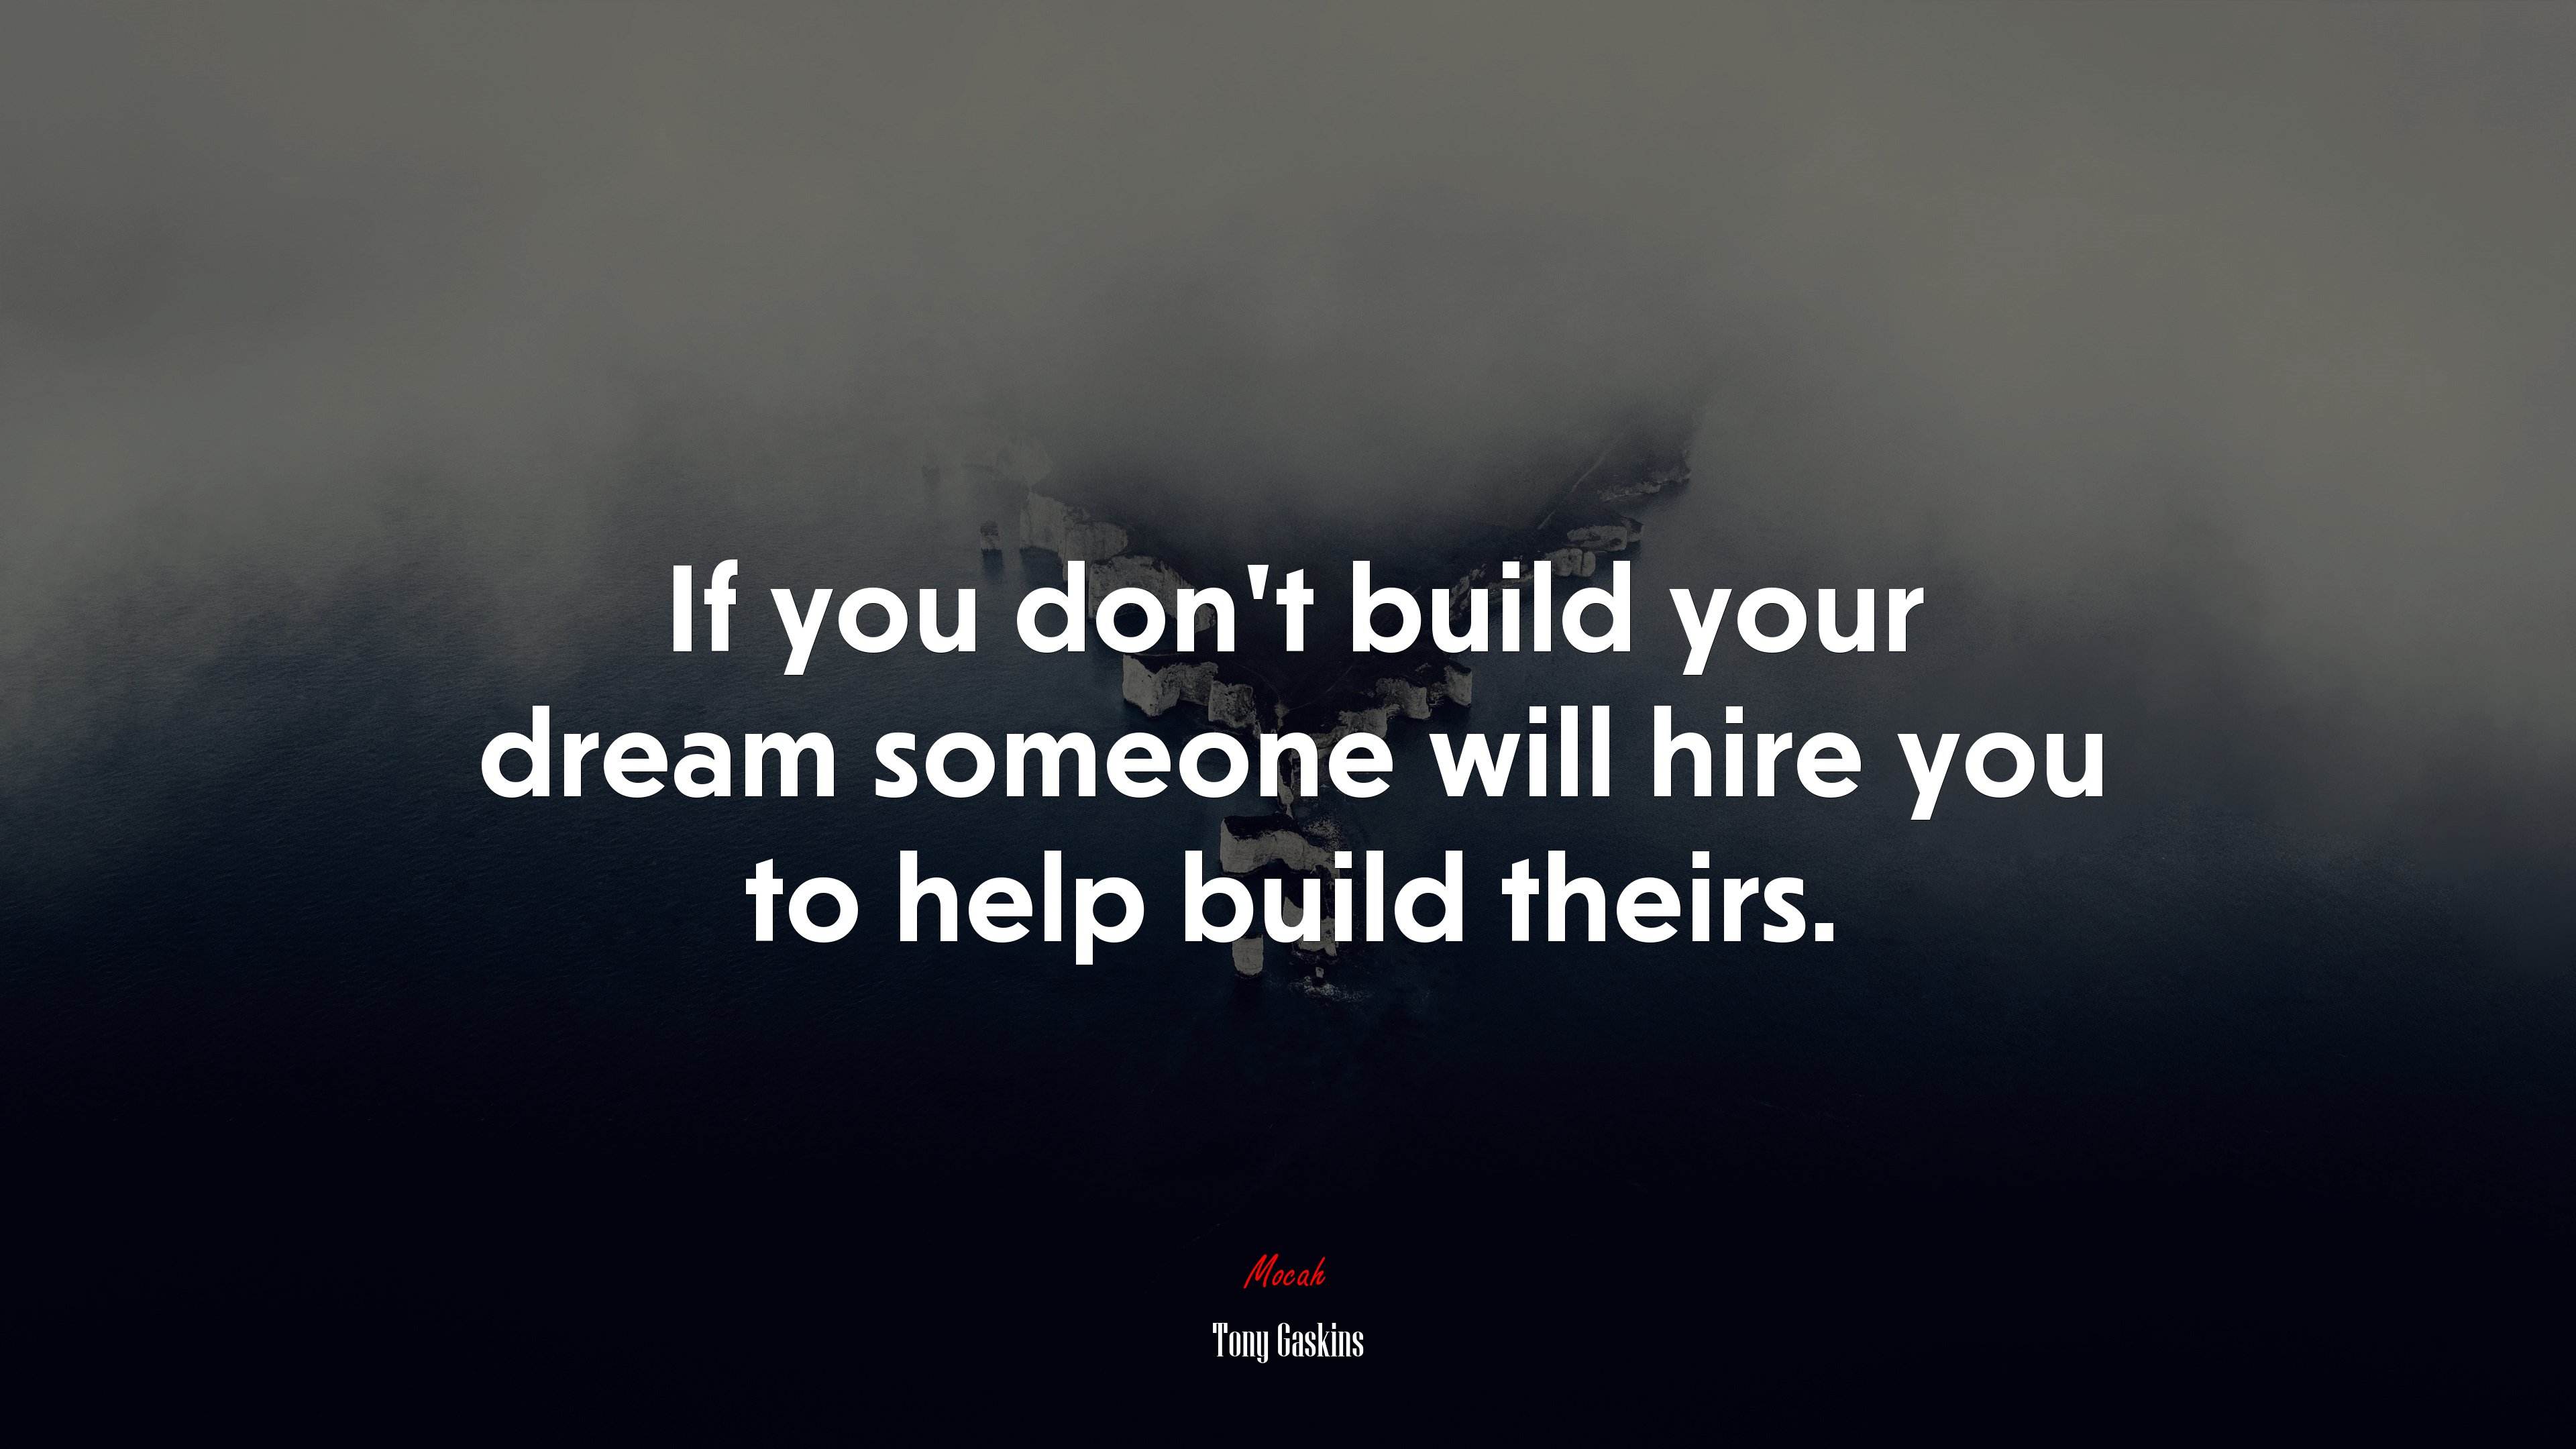 If you don't build your
dream someone will hire you
to help build theirs.
Mocah
Tony Gaskins